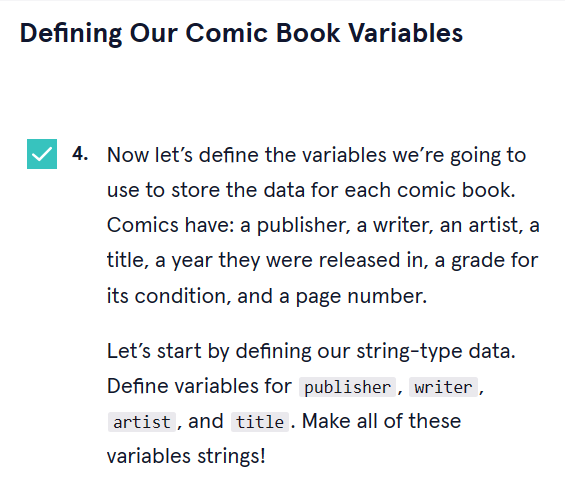 Defining Our Comic Book Variables
4. Now let’s define the variables we’re going to
use to store the data for each comic book.
Comics have: a publisher, a writer, an artist, a
title, a year they were released in, a grade for
its condition, and a page number.
Let’s start by defining our string-type data.
Define variables for publisher, writer,
artist, and title. Make all of these
variables strings!